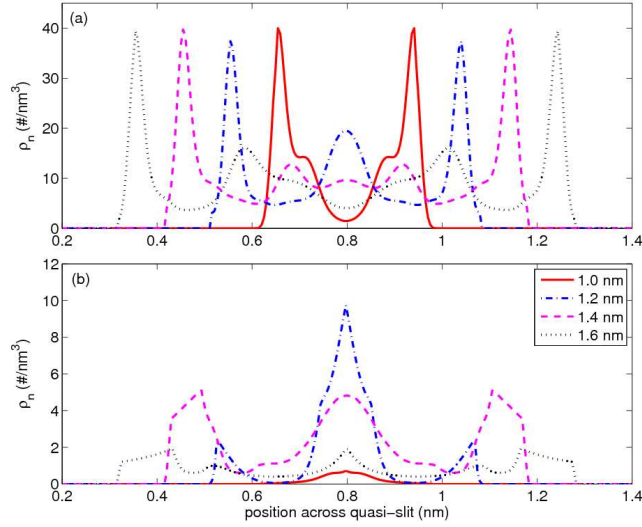 (a)
ρn (#/nm³)
40
30
20
10
0
0.2 0.4 0.6 0.8 1 1.2 1.4
(b)
ρn (#/nm³)
12
10
8
6
4
2
0
1.0 nm
1.2 nm
1.4 nm
1.6 nm
0.2 0.4 0.6 0.8 1 1.2 1.4
position across quasi−slit (nm)